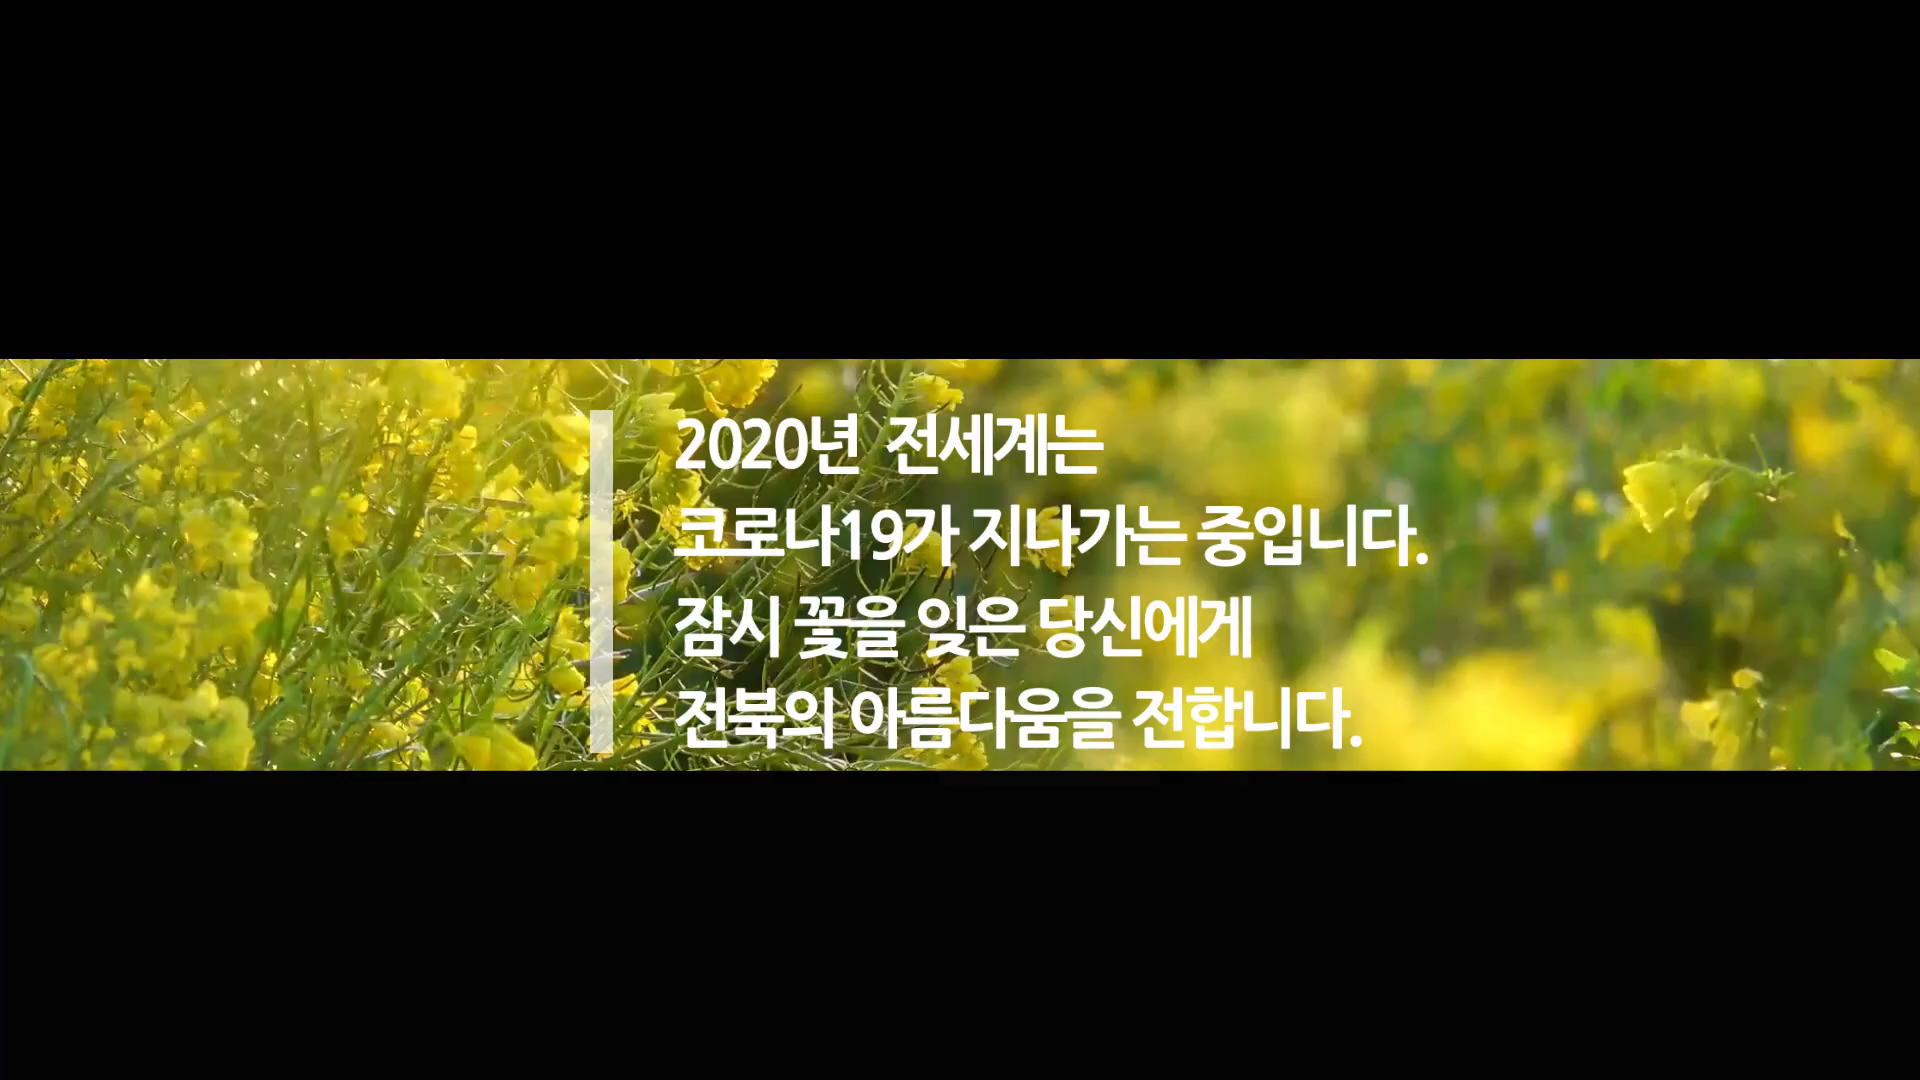 2020년 전세계는
코로나19가 지나가는 중입니다.
잠시 꽃을 잊은 당신에게
전북의 아름다움을 전합니다.